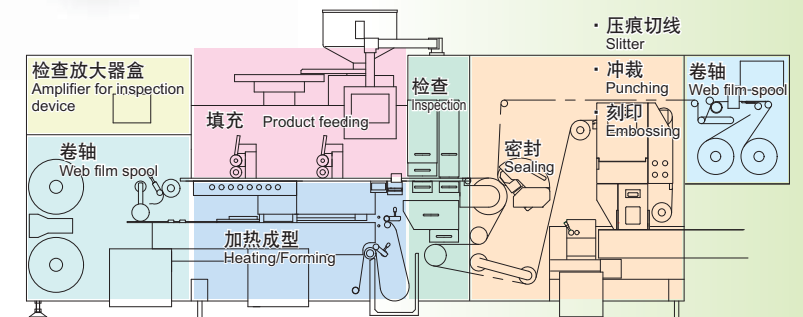 检查放大器盒
Amplifier for inspection
device
卷轴
Web film spool
填充 Product feeding
加热成型
Heating/Forming
检查
Inspection
密封
Sealing
· 压痕切线
Slitter
· 冲裁
Punching
· 刻印
Embossing
卷轴
Web film spool